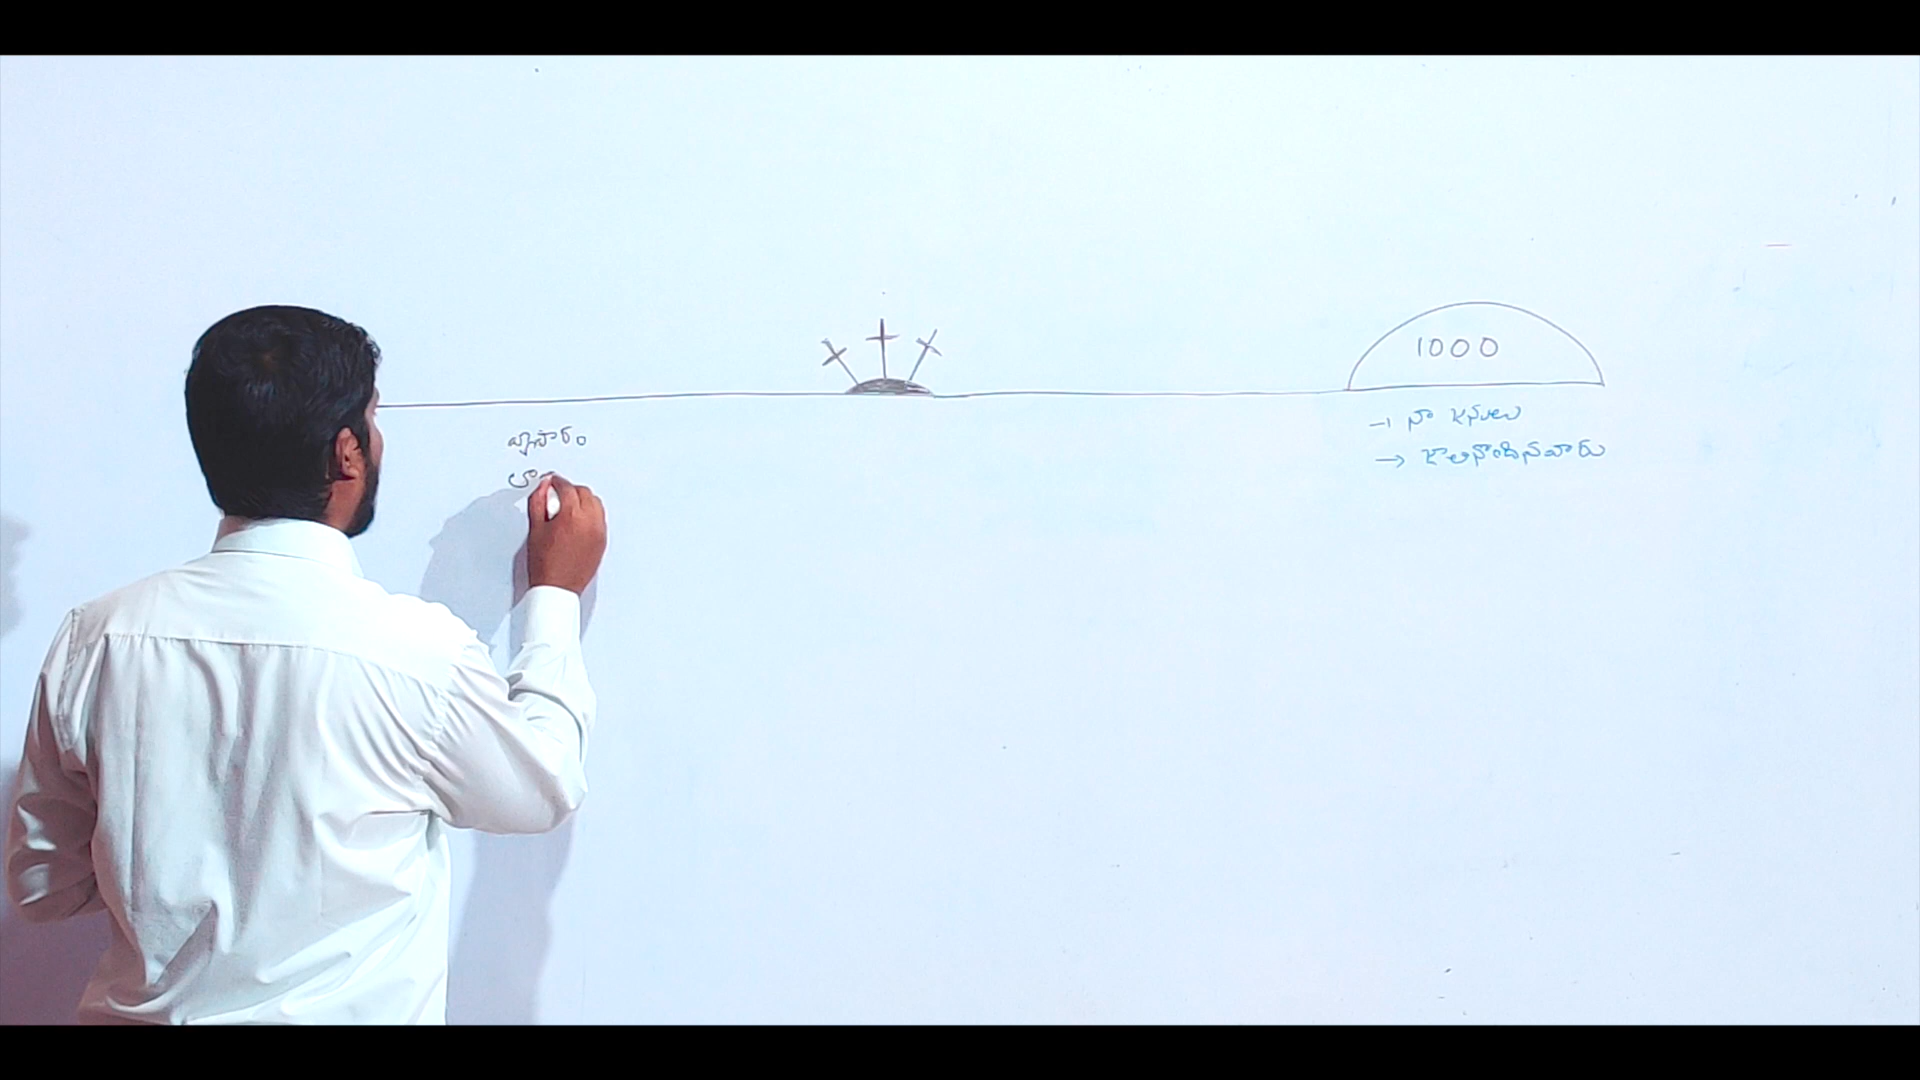 1000
వ్యాపారం
లా
→ నా జనులు
→ జాలినొందినవారు